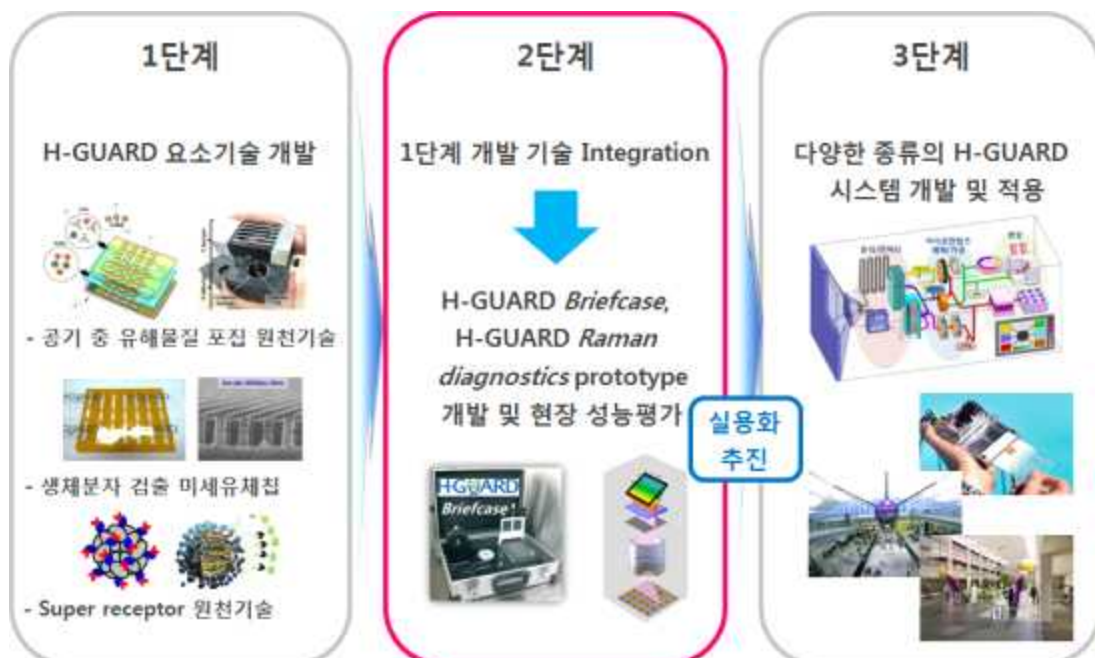 1단계
H-GUARD 요소기술 개발
- 공기 중 유해물질 포집 원천기술
- 생체분자 검출 미세유체칩
- Super receptor 원천기술
2단계
1단계 개발 기술 Integration
H-GUARD Briefcase,
H-GUARD Raman
diagnostics prototype
개발 및 현장 성능평가
H-GUARD
Briefcase
실용화
추진
3단계
다양한 종류의 H-GUARD
시스템 개발 및 적용